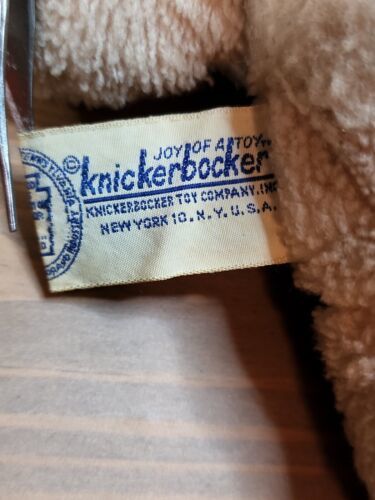 JOY OF A TOY
knickerbocker
KNICKERBOCKER TOY COMPANY, INC
NEW YORK 10. N.Y. U.S.A.